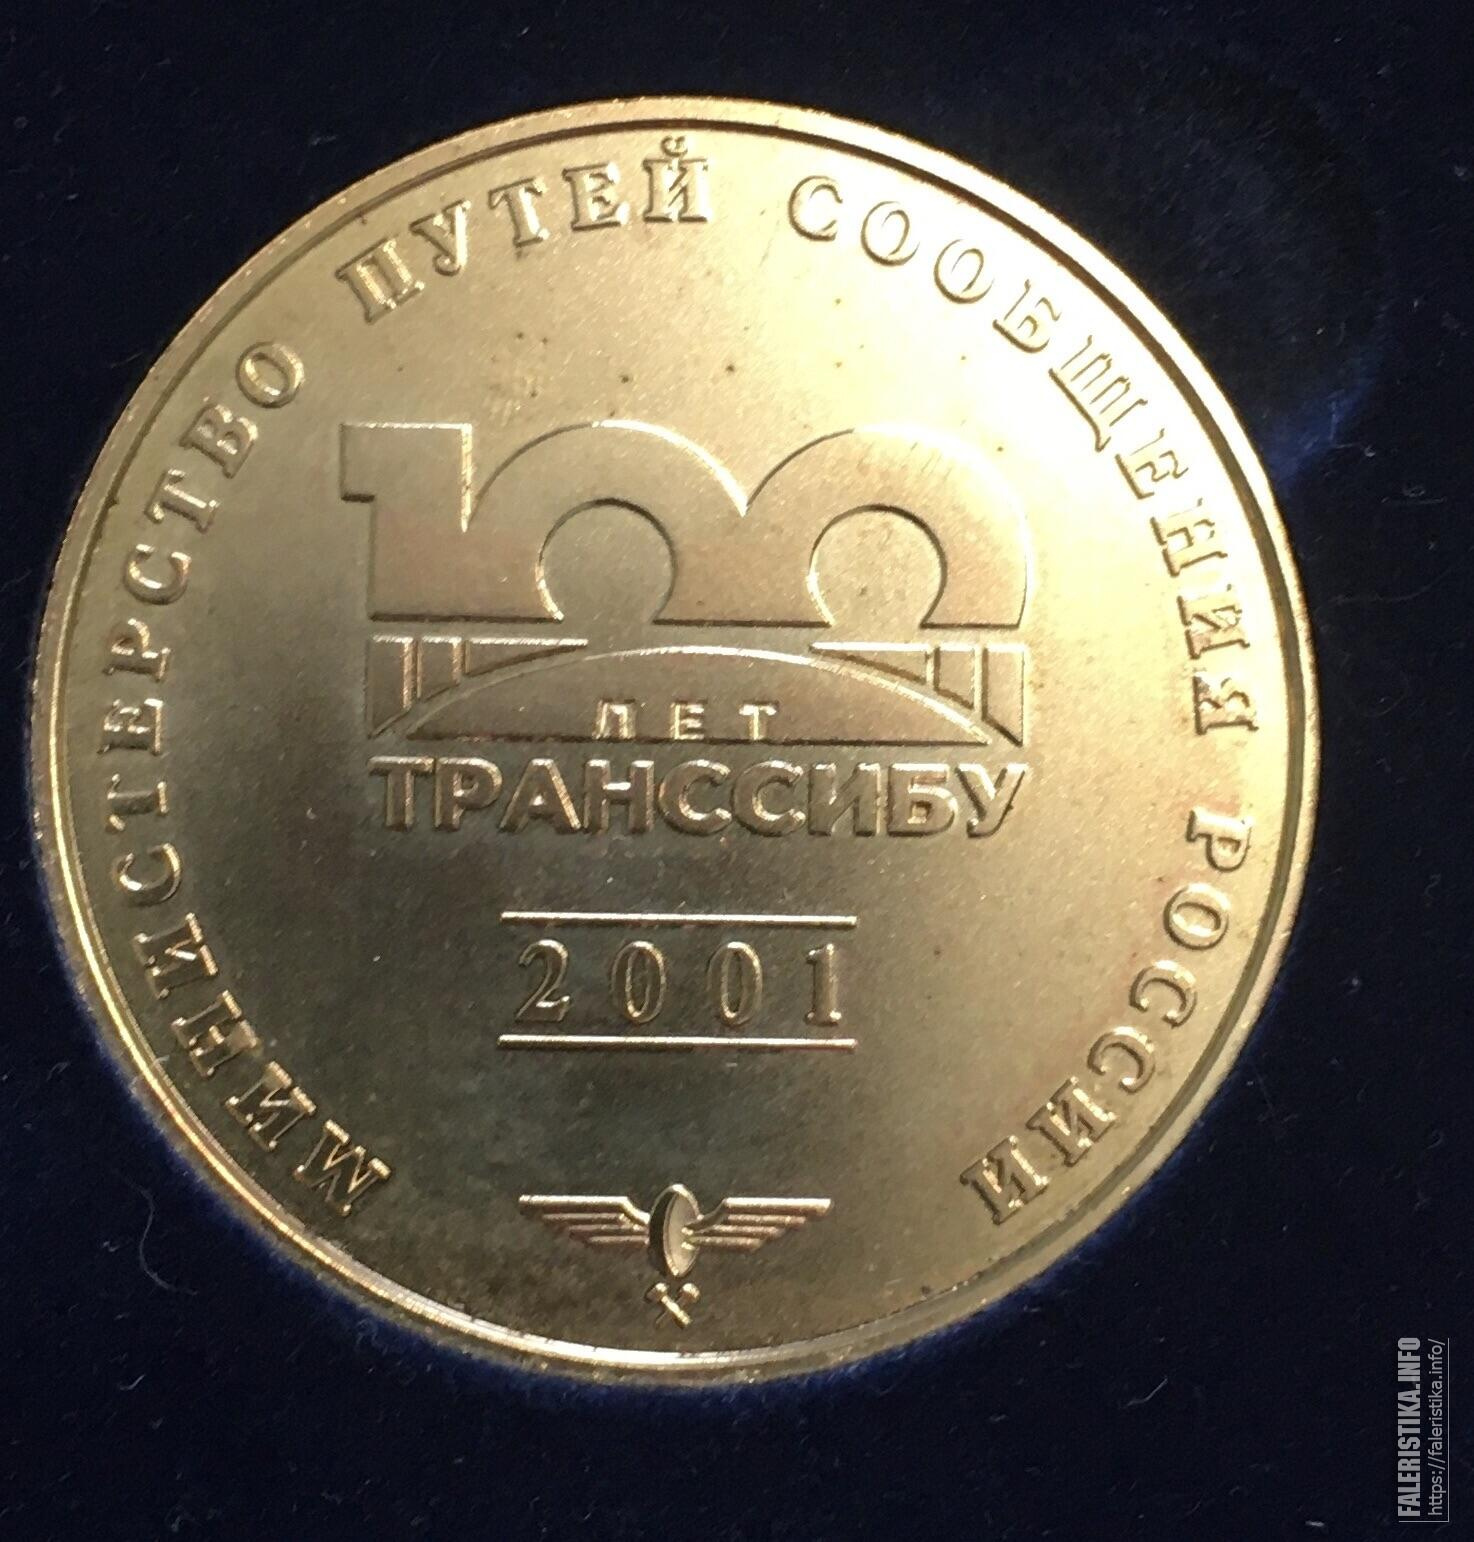 МИНИСТЕРСТВО ПУТЕЙ СООБЩЕНИЯ РОССИИ
100
ЛЕТ
ТРАНССИБУ
2001
FALERISTIKA.INFO
https://faleristika.info/